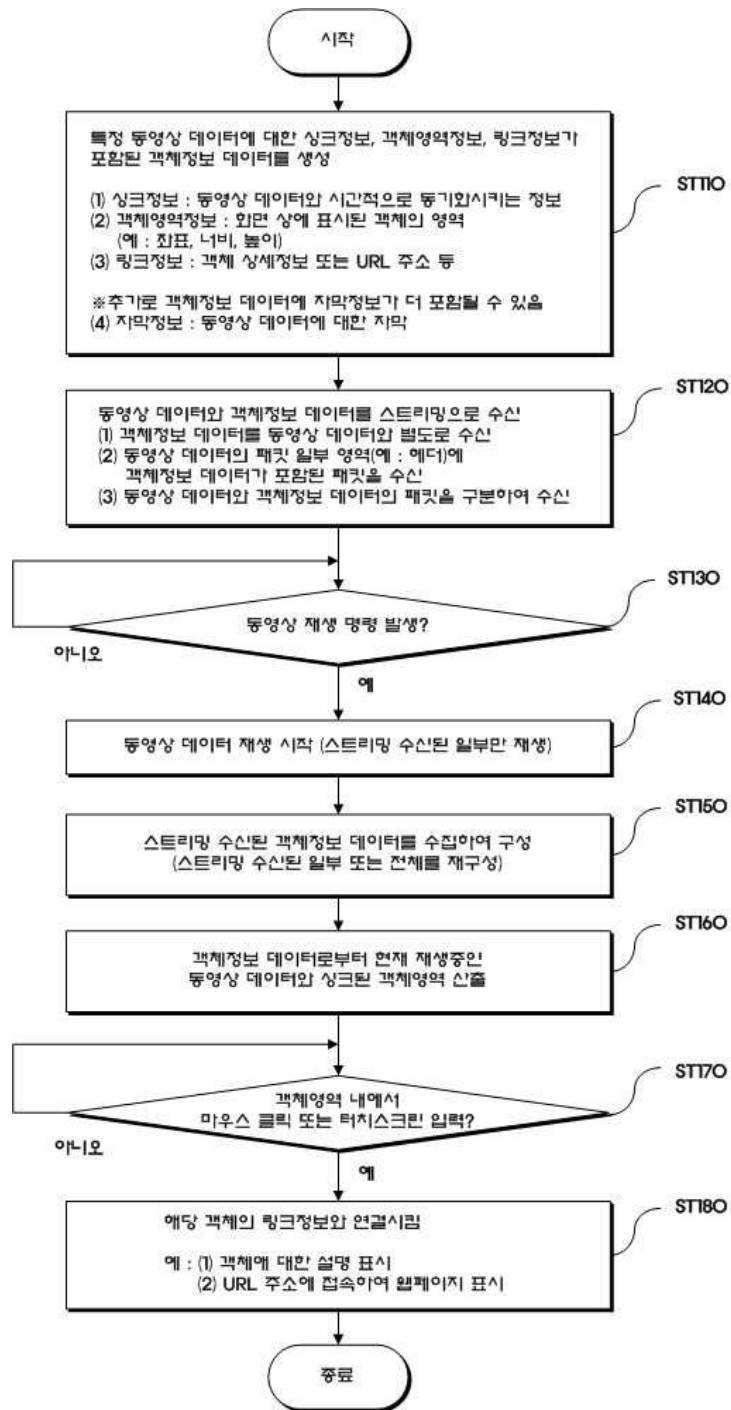 시작
특정 동영상 데이터에 대한 싱크정보, 객체영역정보, 링크정보가
포함된 객체정보 데이터를 생성
(1) 싱크정보 : 동영상 데이터와 시간적으로 동기화시키는 정보
(2) 객체영역정보 : 화면 상에 표시된 객체의 영역
(예 : 좌표, 너비, 높이)
(3) 링크정보 : 객체 상세정보 또는 URL 주소 등
※추가로 객체정보 데이터에 자막정보가 더 포함될 수 있음
(4) 자막정보 : 동영상 데이터에 대한 자막
ST110
동영상 데이터와 객체정보 데이터를 스트리밍으로 수신
(1) 객체정보 데이터를 동영상 데이터와 별도로 수신
(2) 동영상 데이터의 패킷 일부 영역(예 : 헤더)에
객체정보 데이터가 포함된 패킷을 수신
(3) 동영상 데이터와 객체정보 데이터의 패킷을 구분하여 수신
ST120
동영상 재생 명령 발생?
ST130
아니오
예
동영상 데이터 재생 시작 (스트리밍 수신된 일부만 재생)
ST140
스트리밍 수신된 객체정보 데이터를 수집하여 구성
(스트리밍 수신된 일부 또는 전체를 재구성)
ST150
객체정보 데이터로부터 현재 재생중인
동영상 데이터와 싱크된 객체영역 산출
ST160
객체영역 내에서
마우스 클릭 또는 터치스크린 입력?
ST170
아니오
예
해당 객체의 링크정보와 연결시킴
예 : (1) 객체에 대한 설명 표시
(2) URL 주소에 접속하여 웹페이지 표시
ST180
종료